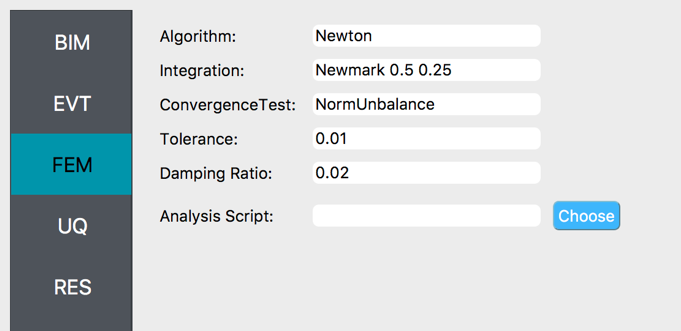 BIM
EVT
FEM
UQ
RES
Algorithm: Newton
Integration: Newmark 0.5 0.25
ConvergenceTest: NormUnbalance
Tolerance: 0.01
Damping Ratio: 0.02
Analysis Script: Choose